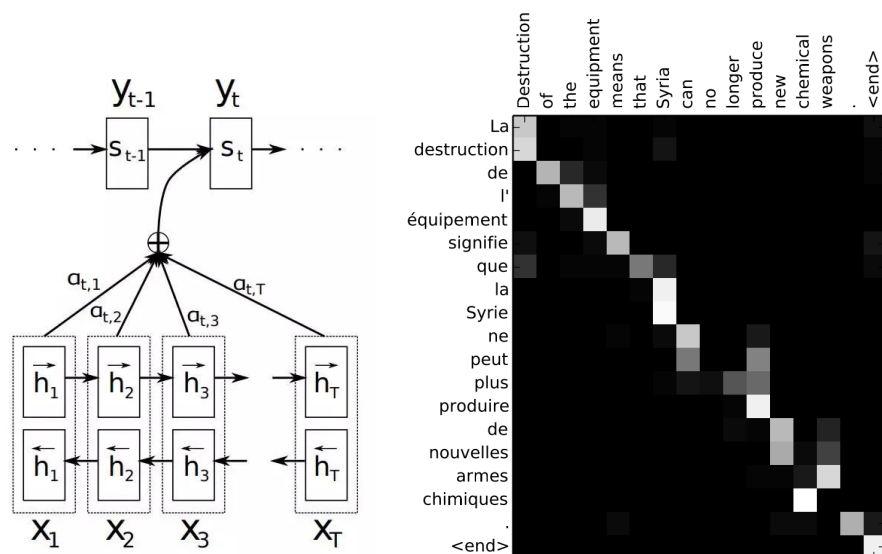 y_{t-1} y_t
. . . s_{t-1} s_t . . .
a_{t,1} a_{t,2} a_{t,3} a_{t,T}
h_1 h_2 h_3 h_T
h_1 h_2 h_3 h_T
x_1 x_2 x_3 x_T
Destruction
of
the
equipment
means
that
Syria
can
no
longer
produce
new
chemical
weapons
.
<end>
La
destruction
de
l'
équipement
signifie
que
la
Syrie
ne
peut
plus
produire
de
nouvelles
armes
chimiques
.
<end>